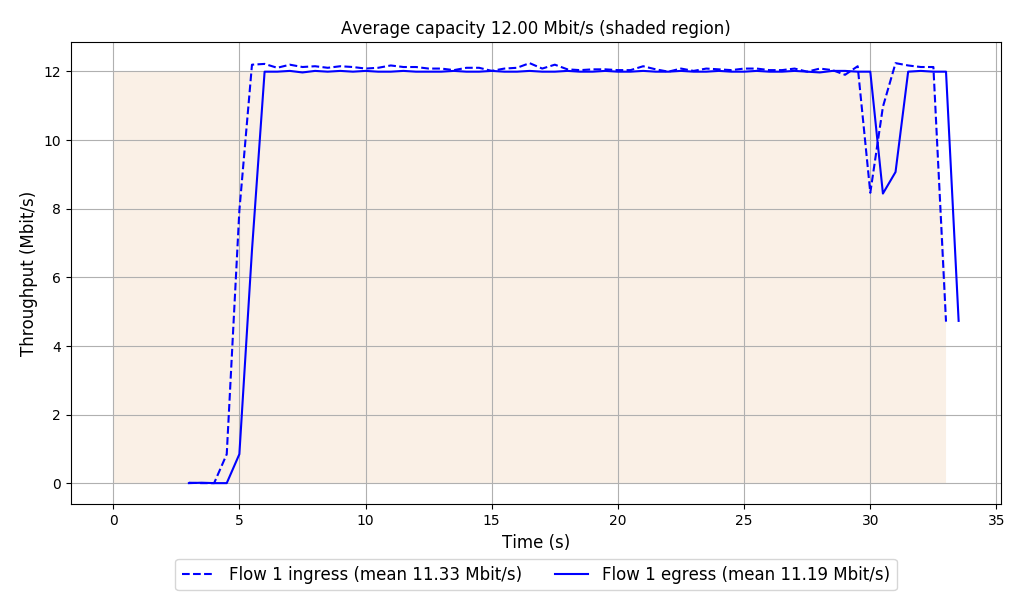 Average capacity 12.00 Mbit/s (shaded region)
12
10
8
6
4
2
0
Throughput (Mbit/s)
0 5 10 15 20 25 30 35
Time (s)
Flow 1 ingress (mean 11.33 Mbit/s) Flow 1 egress (mean 11.19 Mbit/s)